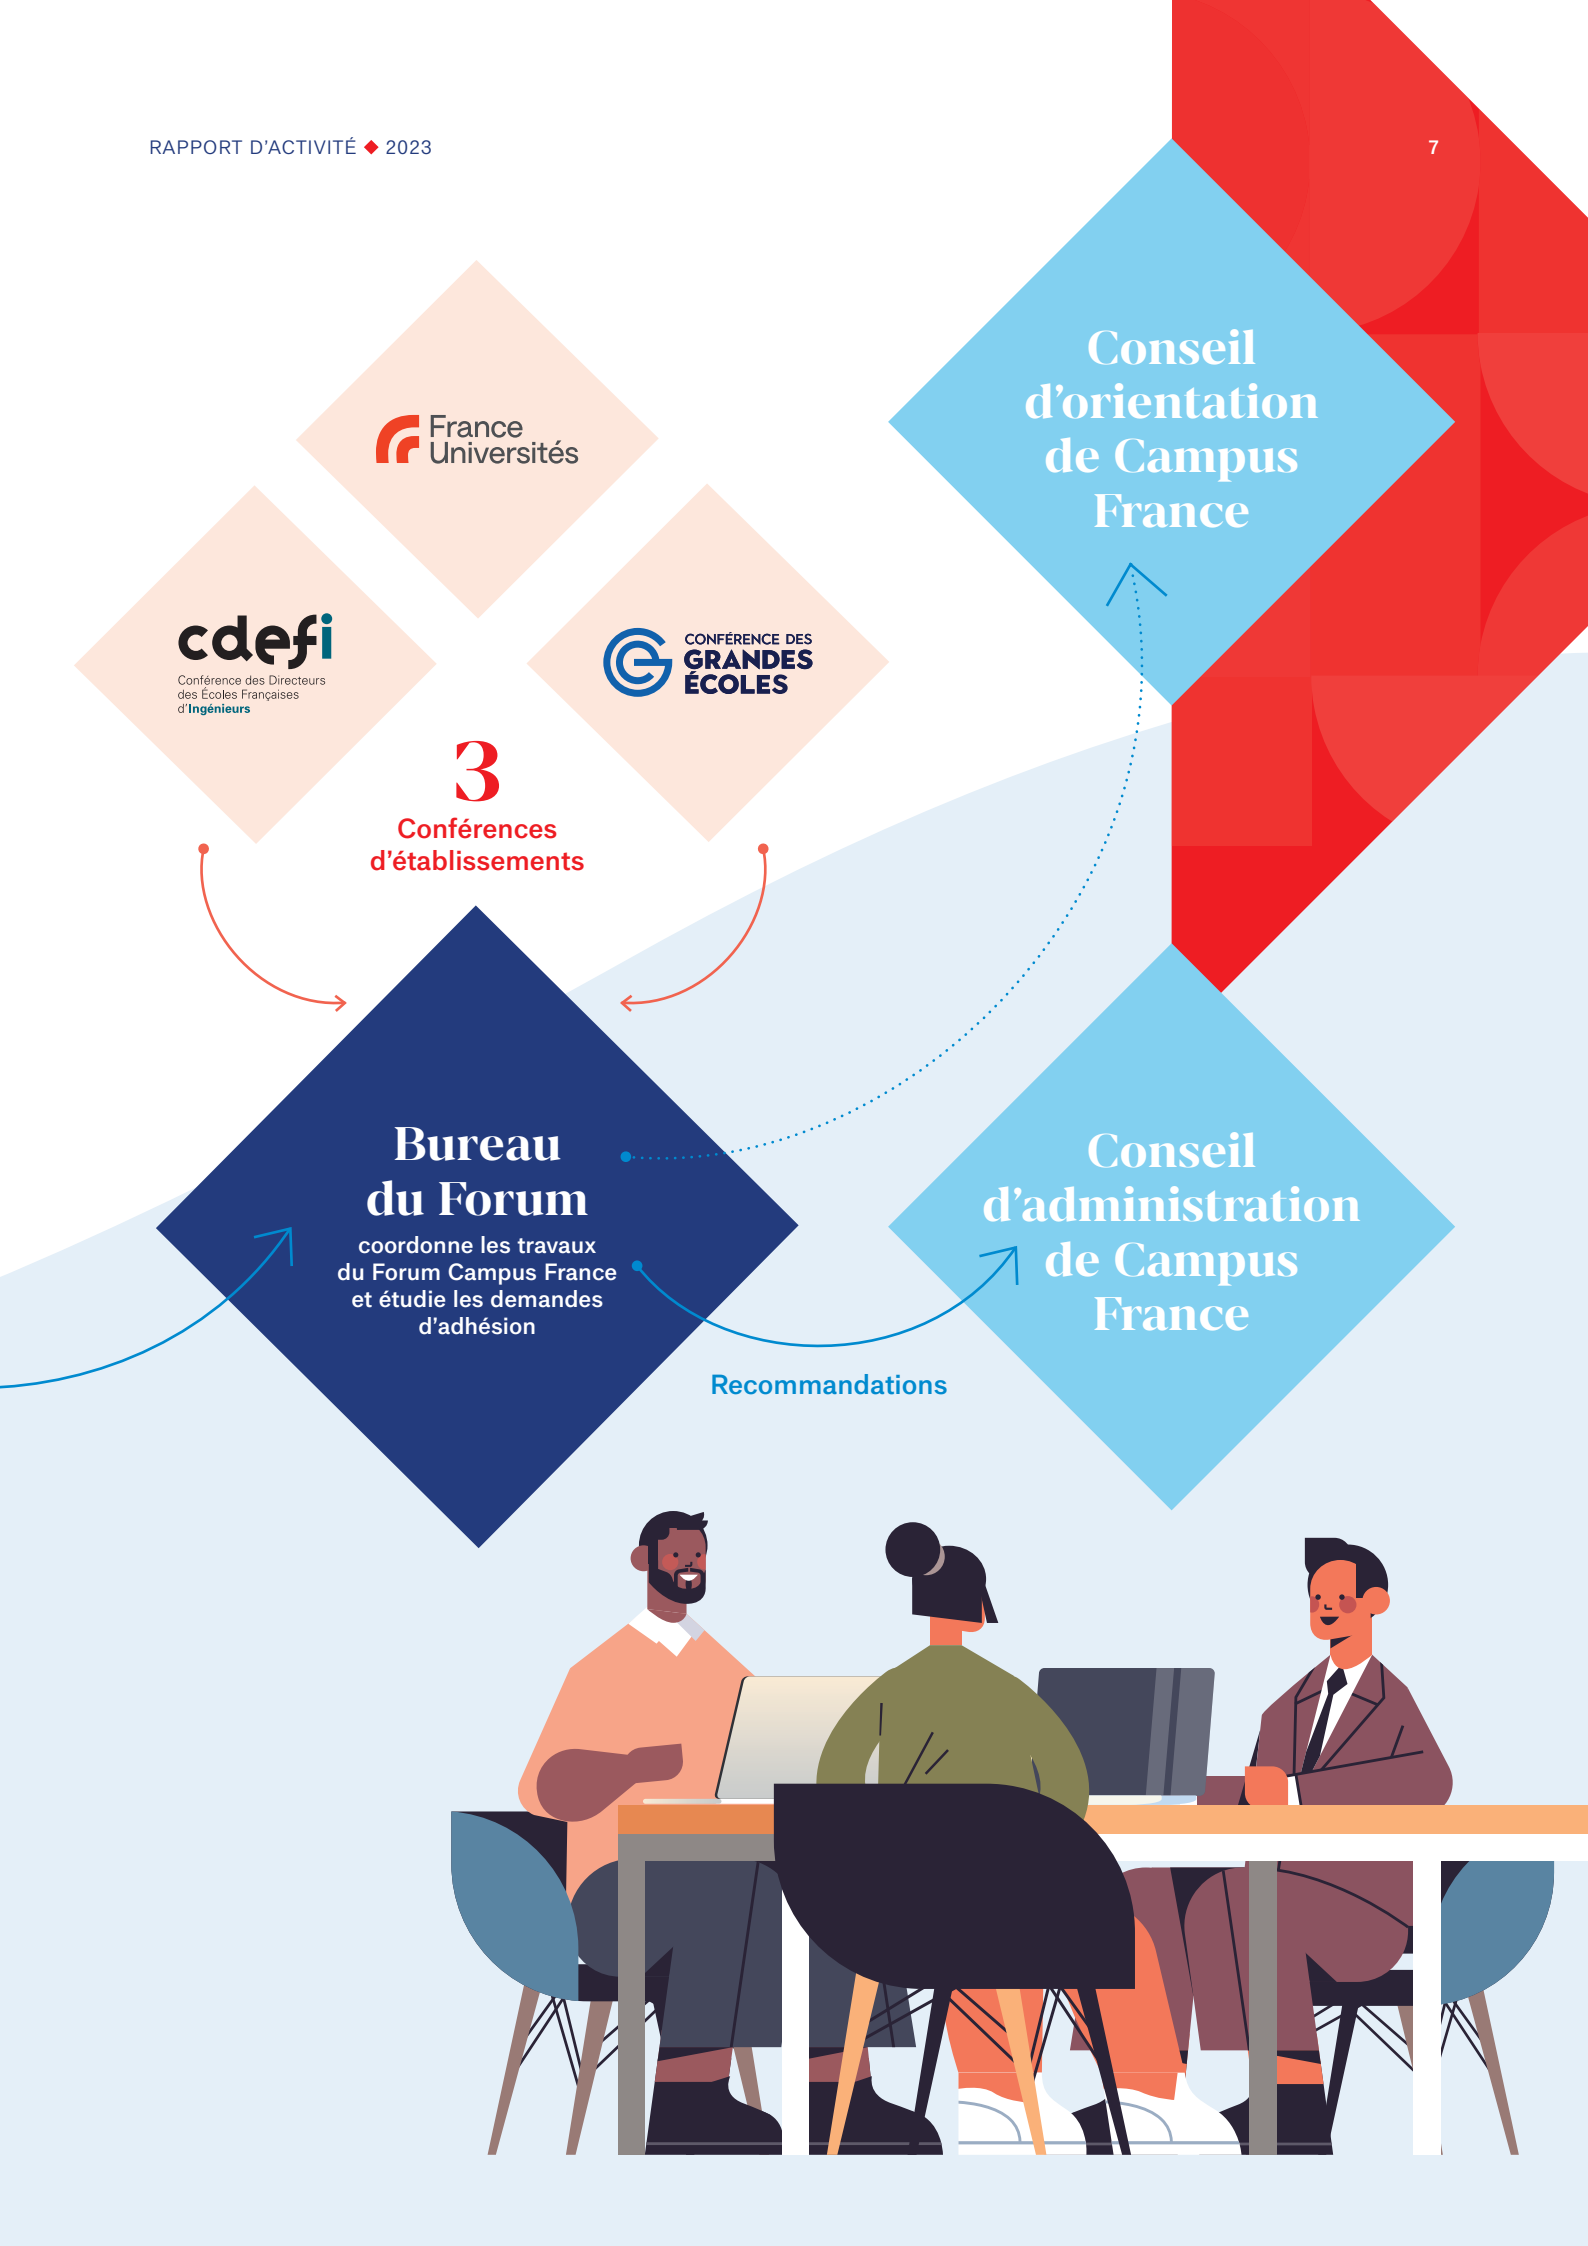 RAPPORT D'ACTIVITÉ ◆ 2023
7
France
Universités
cdefi
Conférence des Directeurs
des Écoles Françaises
d'Ingénieurs
CONFÉRENCE DES
GRANDES
ÉCOLES
3
Conférences
d'établissements
Conseil
d'orientation
de Campus
France
Bureau
du Forum
coordonne les travaux
du Forum Campus France
et étudie les demandes
d'adhésion
Recommandations
Conseil
d'administration
de Campus
France